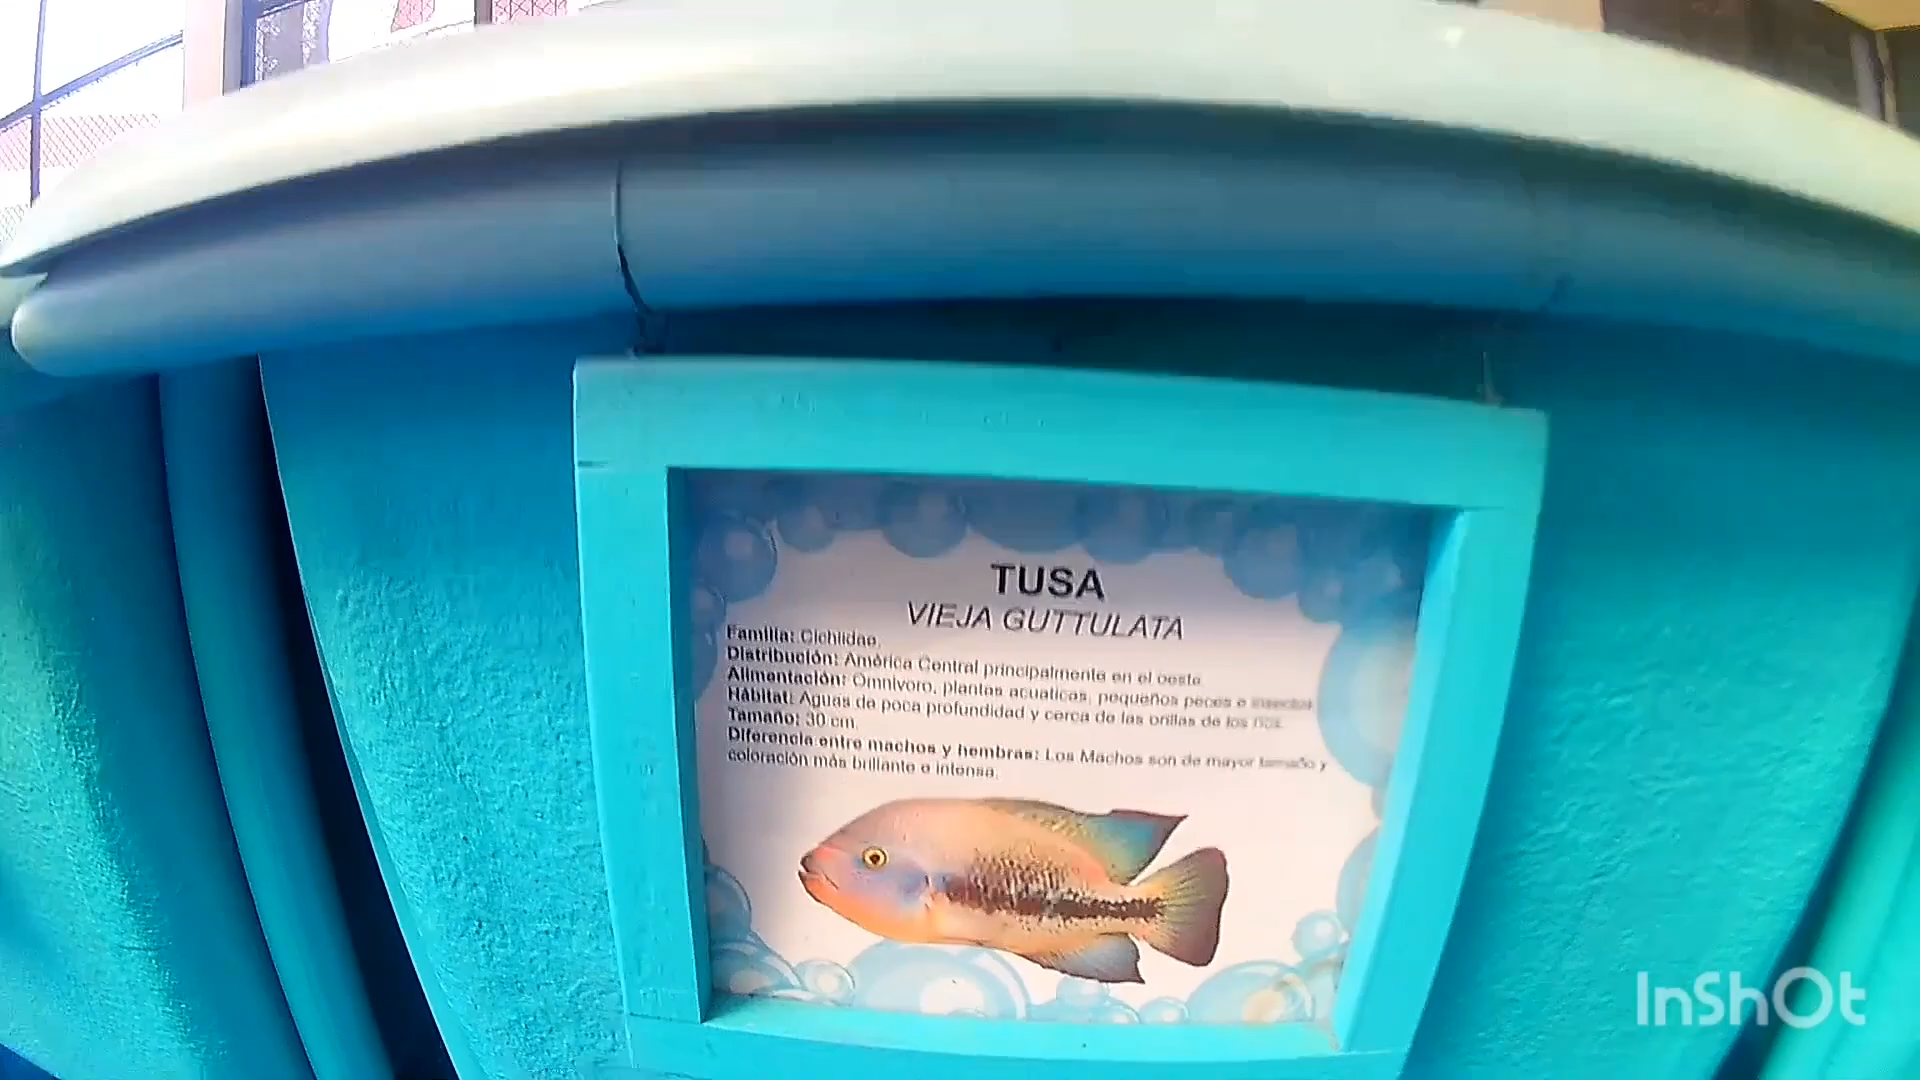 TUSA
VIEJA GUTTULATA
Familia: Cichlidae.
Distribución: América Central principalmente en el oeste.
Alimentación: Omnivoro, plantas acuaticas, pequeños peces e insectos.
Hábitat: Aguas de poca profundidad y cerca de las orillas de los ríos.
Tamaño: 30 cm.
Diferencia entre machos y hembras: Los Machos son de mayor tamaño y
coloración más brillante e intensa.
InShOt